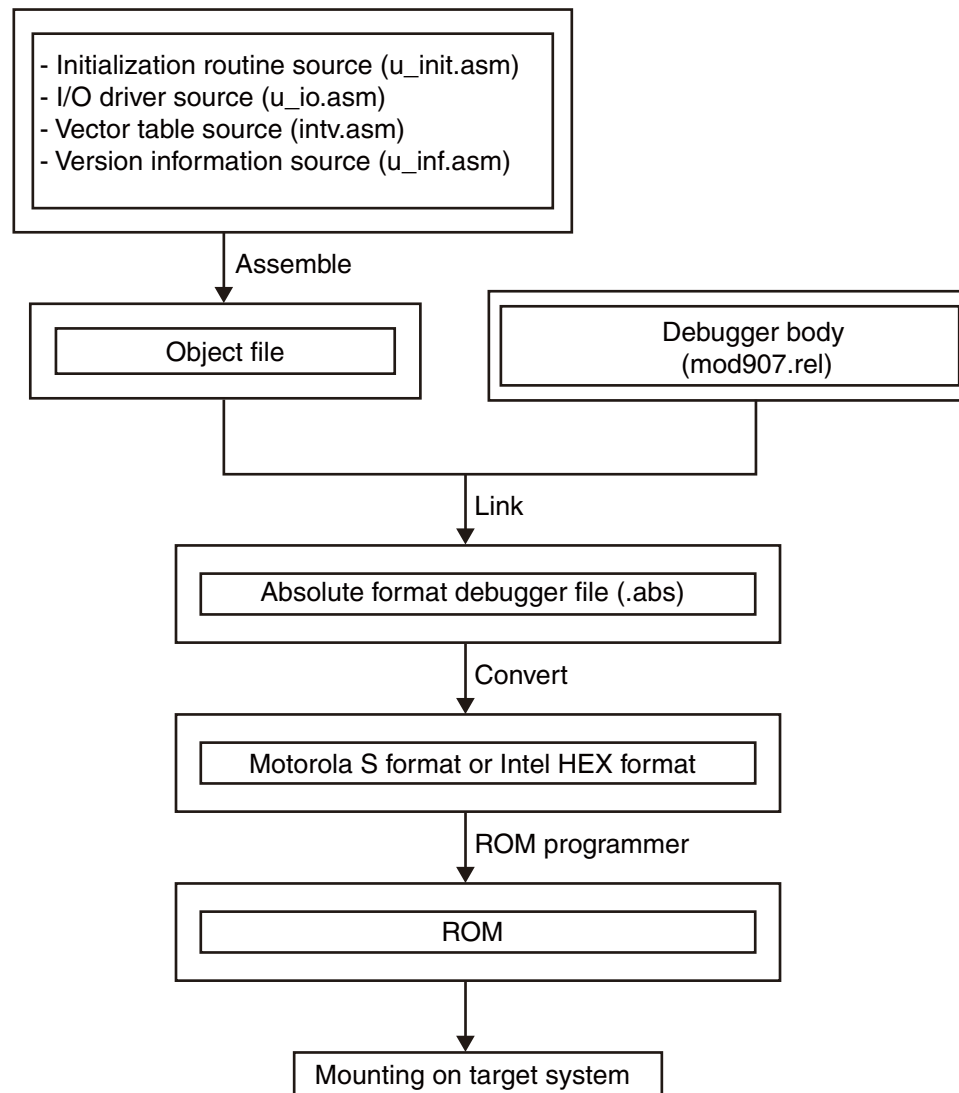 - Initialization routine source (u_init.asm)
- I/O driver source (u_io.asm)
- Vector table source (intv.asm)
- Version information source (u_inf.asm)
Assemble
Object file
Debugger body
(mod907.rel)
Link
Absolute format debugger file (.abs)
Convert
Motorola S format or Intel HEX format
ROM programmer
ROM
Mounting on target system